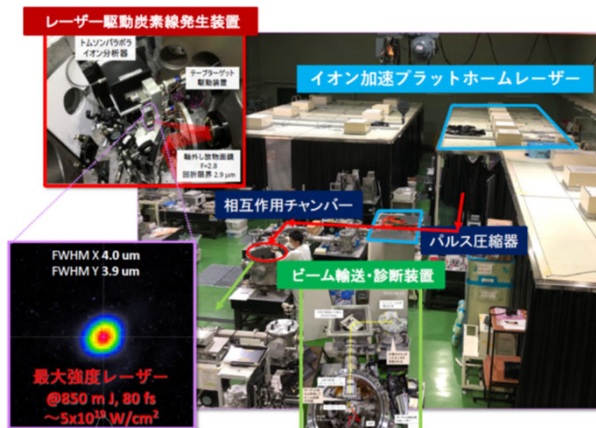 レーザー駆動炭素線発生装置
トムソンパラボラ
イオン分析器
テープターゲット
駆動装置
軸外し放物面鏡
F=2.8
回折限界 2.9 μm
イオン加速プラットホームレーザー
相互作用チャンバー
パルス圧縮器
ビーム輸送・診断装置
FWHM X 4.0 um
FWHM Y 3.9 um
最大強度レーザー
@850 m J, 80 fs
～5x10¹⁹ W/cm²